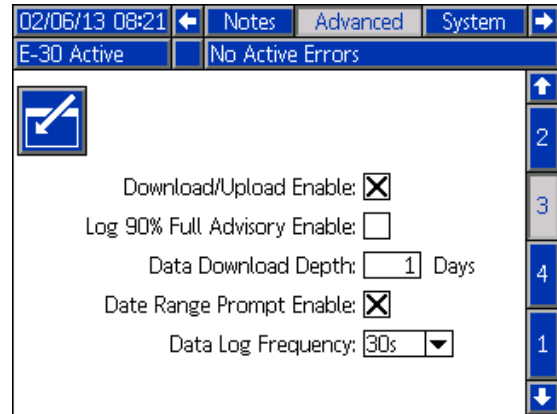 02/06/13 08:21 Notes Advanced System
E-30 Active No Active Errors
2
Download/Upload Enable:
3
Log 90% Full Advisory Enable:
Data Download Depth: 1 Days
4
Date Range Prompt Enable:
Data Log Frequency: 30s
1